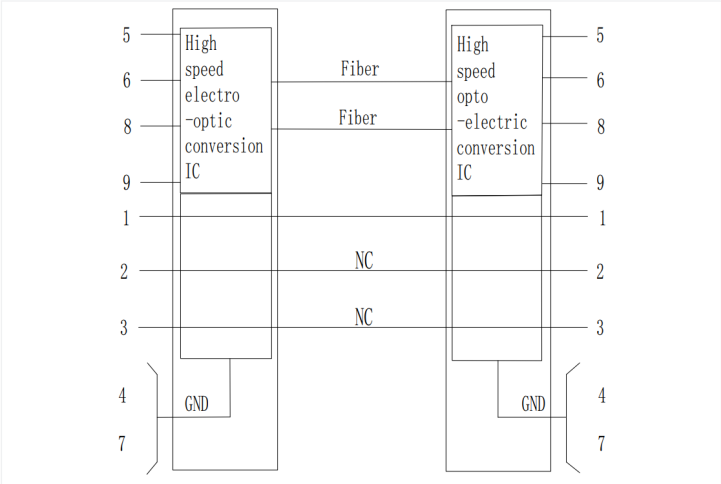 5
High
speed
electro
-optic
conversion
IC
6
8
9
Fiber
Fiber
High
speed
opto
-electric
conversion
IC
5
6
8
9
1
1
2
NC
2
3
NC
3
4
GND
7
GND
4
7